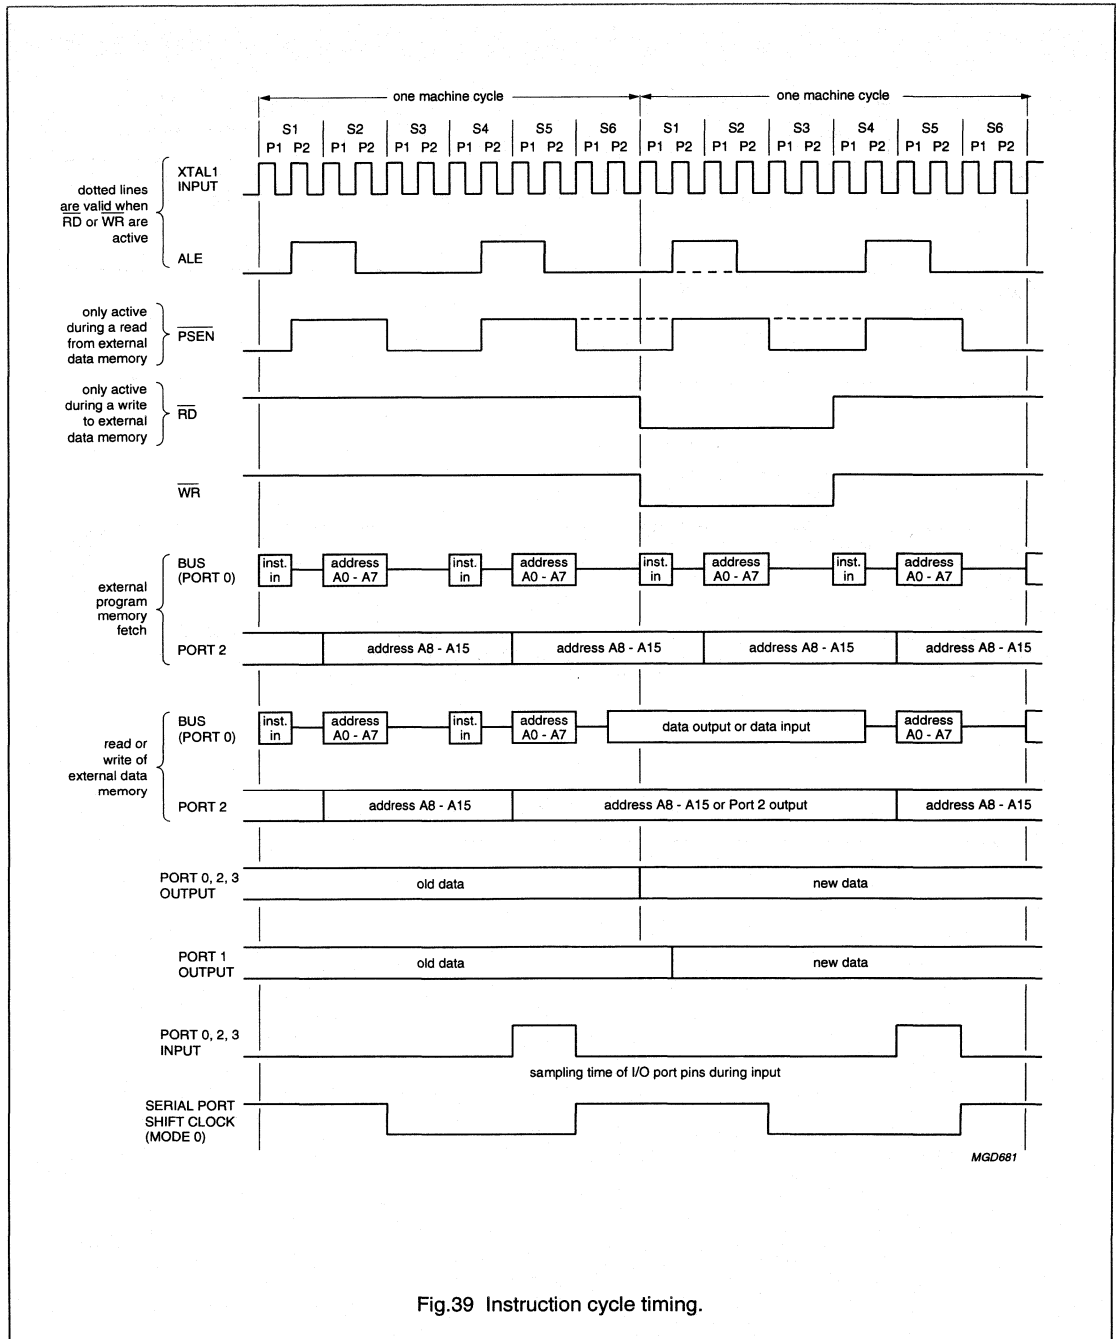 one machine cycle one machine cycle
S1 S2 S3 S4 S5 S6 S1 S2 S3 S4 S5 S6
P1 P2 P1 P2 P1 P2 P1 P2 P1 P2 P1 P2 P1 P2 P1 P2 P1 P2 P1 P2 P1 P2 P1 P2
dotted lines
are valid when
RD or WR are
active
XTAL1
INPUT
ALE
only active
during a read
from external
data memory
PSEN
only active
during a write
to external
data memory
RD
WR
external
program
memory
fetch
BUS
(PORT 0)
inst. address inst. address inst. address inst. address
in A0 - A7 in A0 - A7 in A0 - A7 in A0 - A7
PORT 2
address A8 - A15 address A8 - A15 address A8 - A15 address A8 - A15
read or
write of
external data
memory
BUS
(PORT 0)
inst. address inst. address data output or data input address
in A0 - A7 in A0 - A7 A0 - A7
PORT 2
address A8 - A15 address A8 - A15 or Port 2 output address A8 - A15
PORT 0, 2, 3
OUTPUT
old data new data
PORT 1
OUTPUT
old data new data
PORT 0, 2, 3
INPUT
sampling time of I/O port pins during input
SERIAL PORT
SHIFT CLOCK
(MODE 0)
MGD681
Fig.39 Instruction cycle timing.